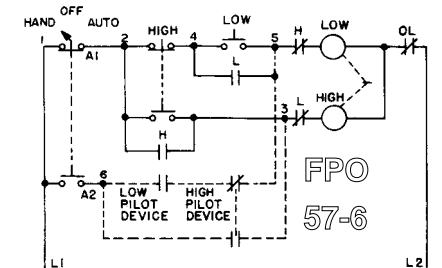 OFF
HAND AUTO
HIGH
LOW
LOW
1 A1 2 4 5 H OL
L
HIGH
3 L
H
6
A2
LOW PILOT DEVICE
HIGH PILOT DEVICE
FPO
57-6
L1
L2